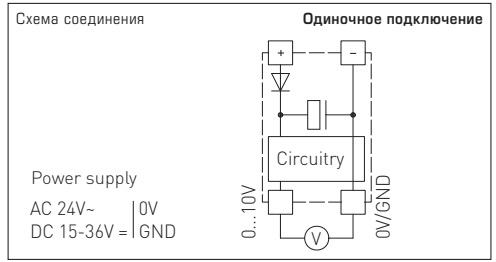 Схема соединения
Одиночное подключение
+ −
Circuitry
Power supply
AC 24V~ | 0V
DC 15-36V = | GND
0...10V
0V/GND
V